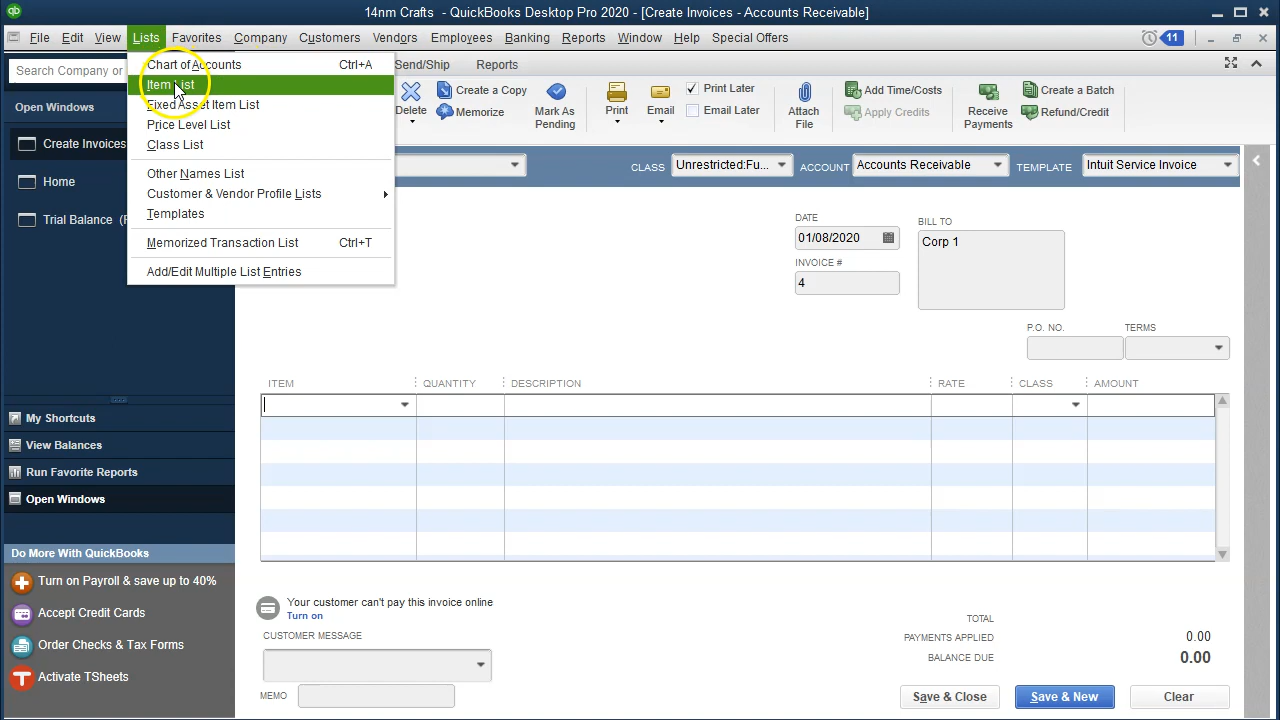 14nm Crafts - QuickBooks Desktop Pro 2020 - [Create Invoices - Accounts Receivable]
File Edit View Lists Favorites Company Customers Vendors Employees Banking Reports Window Help Special Offers 11
Search Company or
Open Windows
Create Invoices
Home
Trial Balance
My Shortcuts
View Balances
Run Favorite Reports
Open Windows
Do More With QuickBooks
Turn on Payroll & save up to 40%
Accept Credit Cards
Order Checks & Tax Forms
Activate TSheets
Chart of Accounts Ctrl+A
Item List
Fixed Asset Item List
Price Level List
Class List
Other Names List
Customer & Vendor Profile Lists
Templates
Memorized Transaction List Ctrl+T
Add/Edit Multiple List Entries
Send/Ship Reports
Delete
Create a Copy
Memorize
Mark As
Pending
Print
Email
Print Later
Email Later
Attach
File
Add Time/Costs
Apply Credits
Receive
Payments
Create a Batch
Refund/Credit
CLASS Unrestricted:Fu... ACCOUNT Accounts Receivable TEMPLATE Intuit Service Invoice
DATE
01/08/2020
INVOICE #
4
BILL TO
Corp 1
P.O. NO. TERMS
ITEM QUANTITY DESCRIPTION RATE CLASS AMOUNT
Your customer can't pay this invoice online
Turn on
CUSTOMER MESSAGE
MEMO
TOTAL
PAYMENTS APPLIED 0.00
BALANCE DUE 0.00
Save & Close Save & New Clear